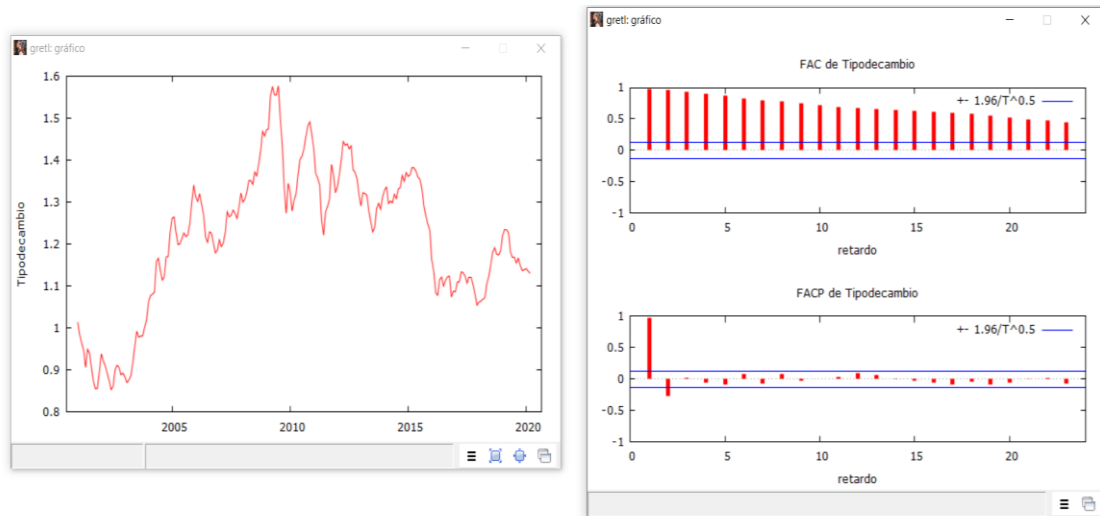 gretl: gráfico
1.6
1.5
1.4
1.3
1.2
1.1
1
0.9
0.8
Tipodecambio
2005 2010 2015 2020
gretl: gráfico
FAC de Tipodecambio
+- 1.96/T^0.5
1
0.5
0
-0.5
-1
0 5 10 15 20
retardo
FACP de Tipodecambio
+- 1.96/T^0.5
1
0.5
0
-0.5
-1
0 5 10 15 20
retardo